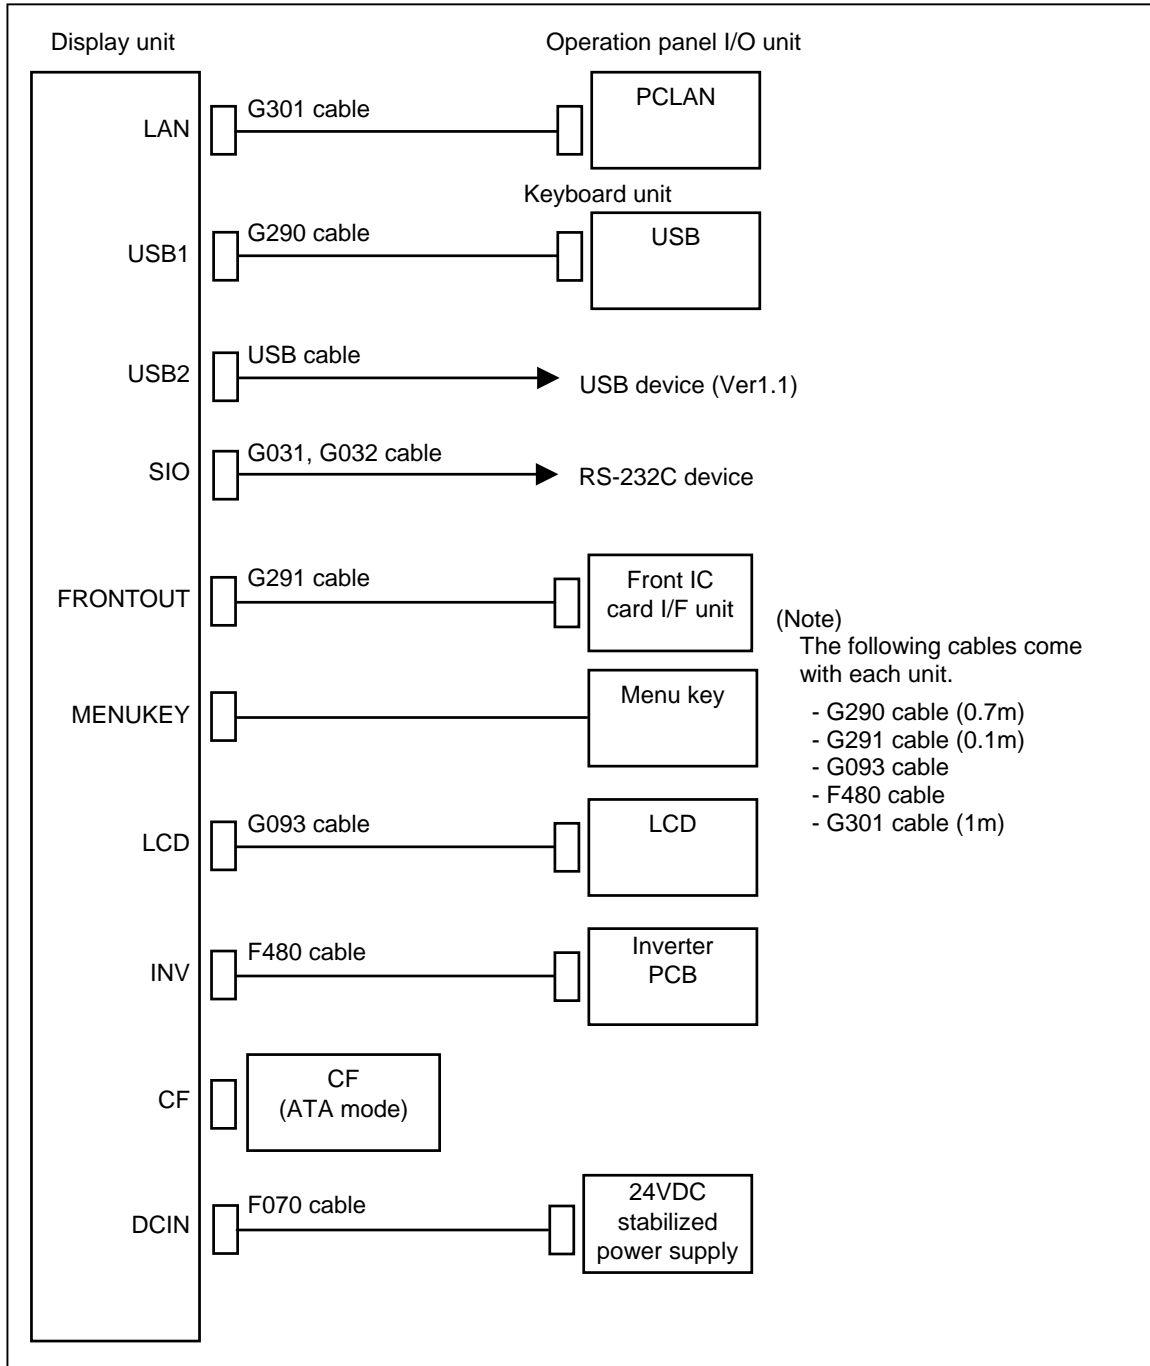 Display unit
Operation panel I/O unit
LAN
G301 cable
PCLAN
Keyboard unit
USB1
G290 cable
USB
USB2
USB cable
USB device (Ver1.1)
SIO
G031, G032 cable
RS-232C device
FRONTOUT
G291 cable
Front IC
card I/F unit
(Note)
The following cables come
with each unit.
- G290 cable (0.7m)
- G291 cable (0.1m)
- G093 cable
- F480 cable
- G301 cable (1m)
MENUKEY
Menu key
LCD
G093 cable
LCD
INV
F480 cable
Inverter
PCB
CF
CF
(ATA mode)
DCIN
F070 cable
24VDC
stabilized
power supply